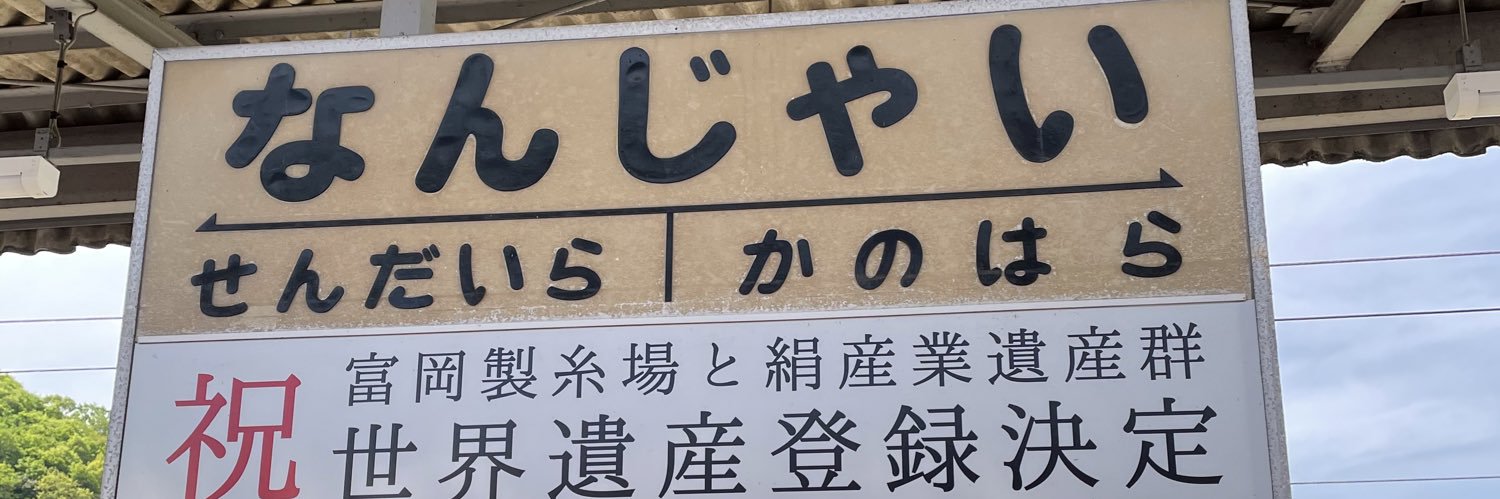 なんじゃい
せんだいら かのはら
祝 富岡製糸場と絹産業遺産群
世界遺産登録決定